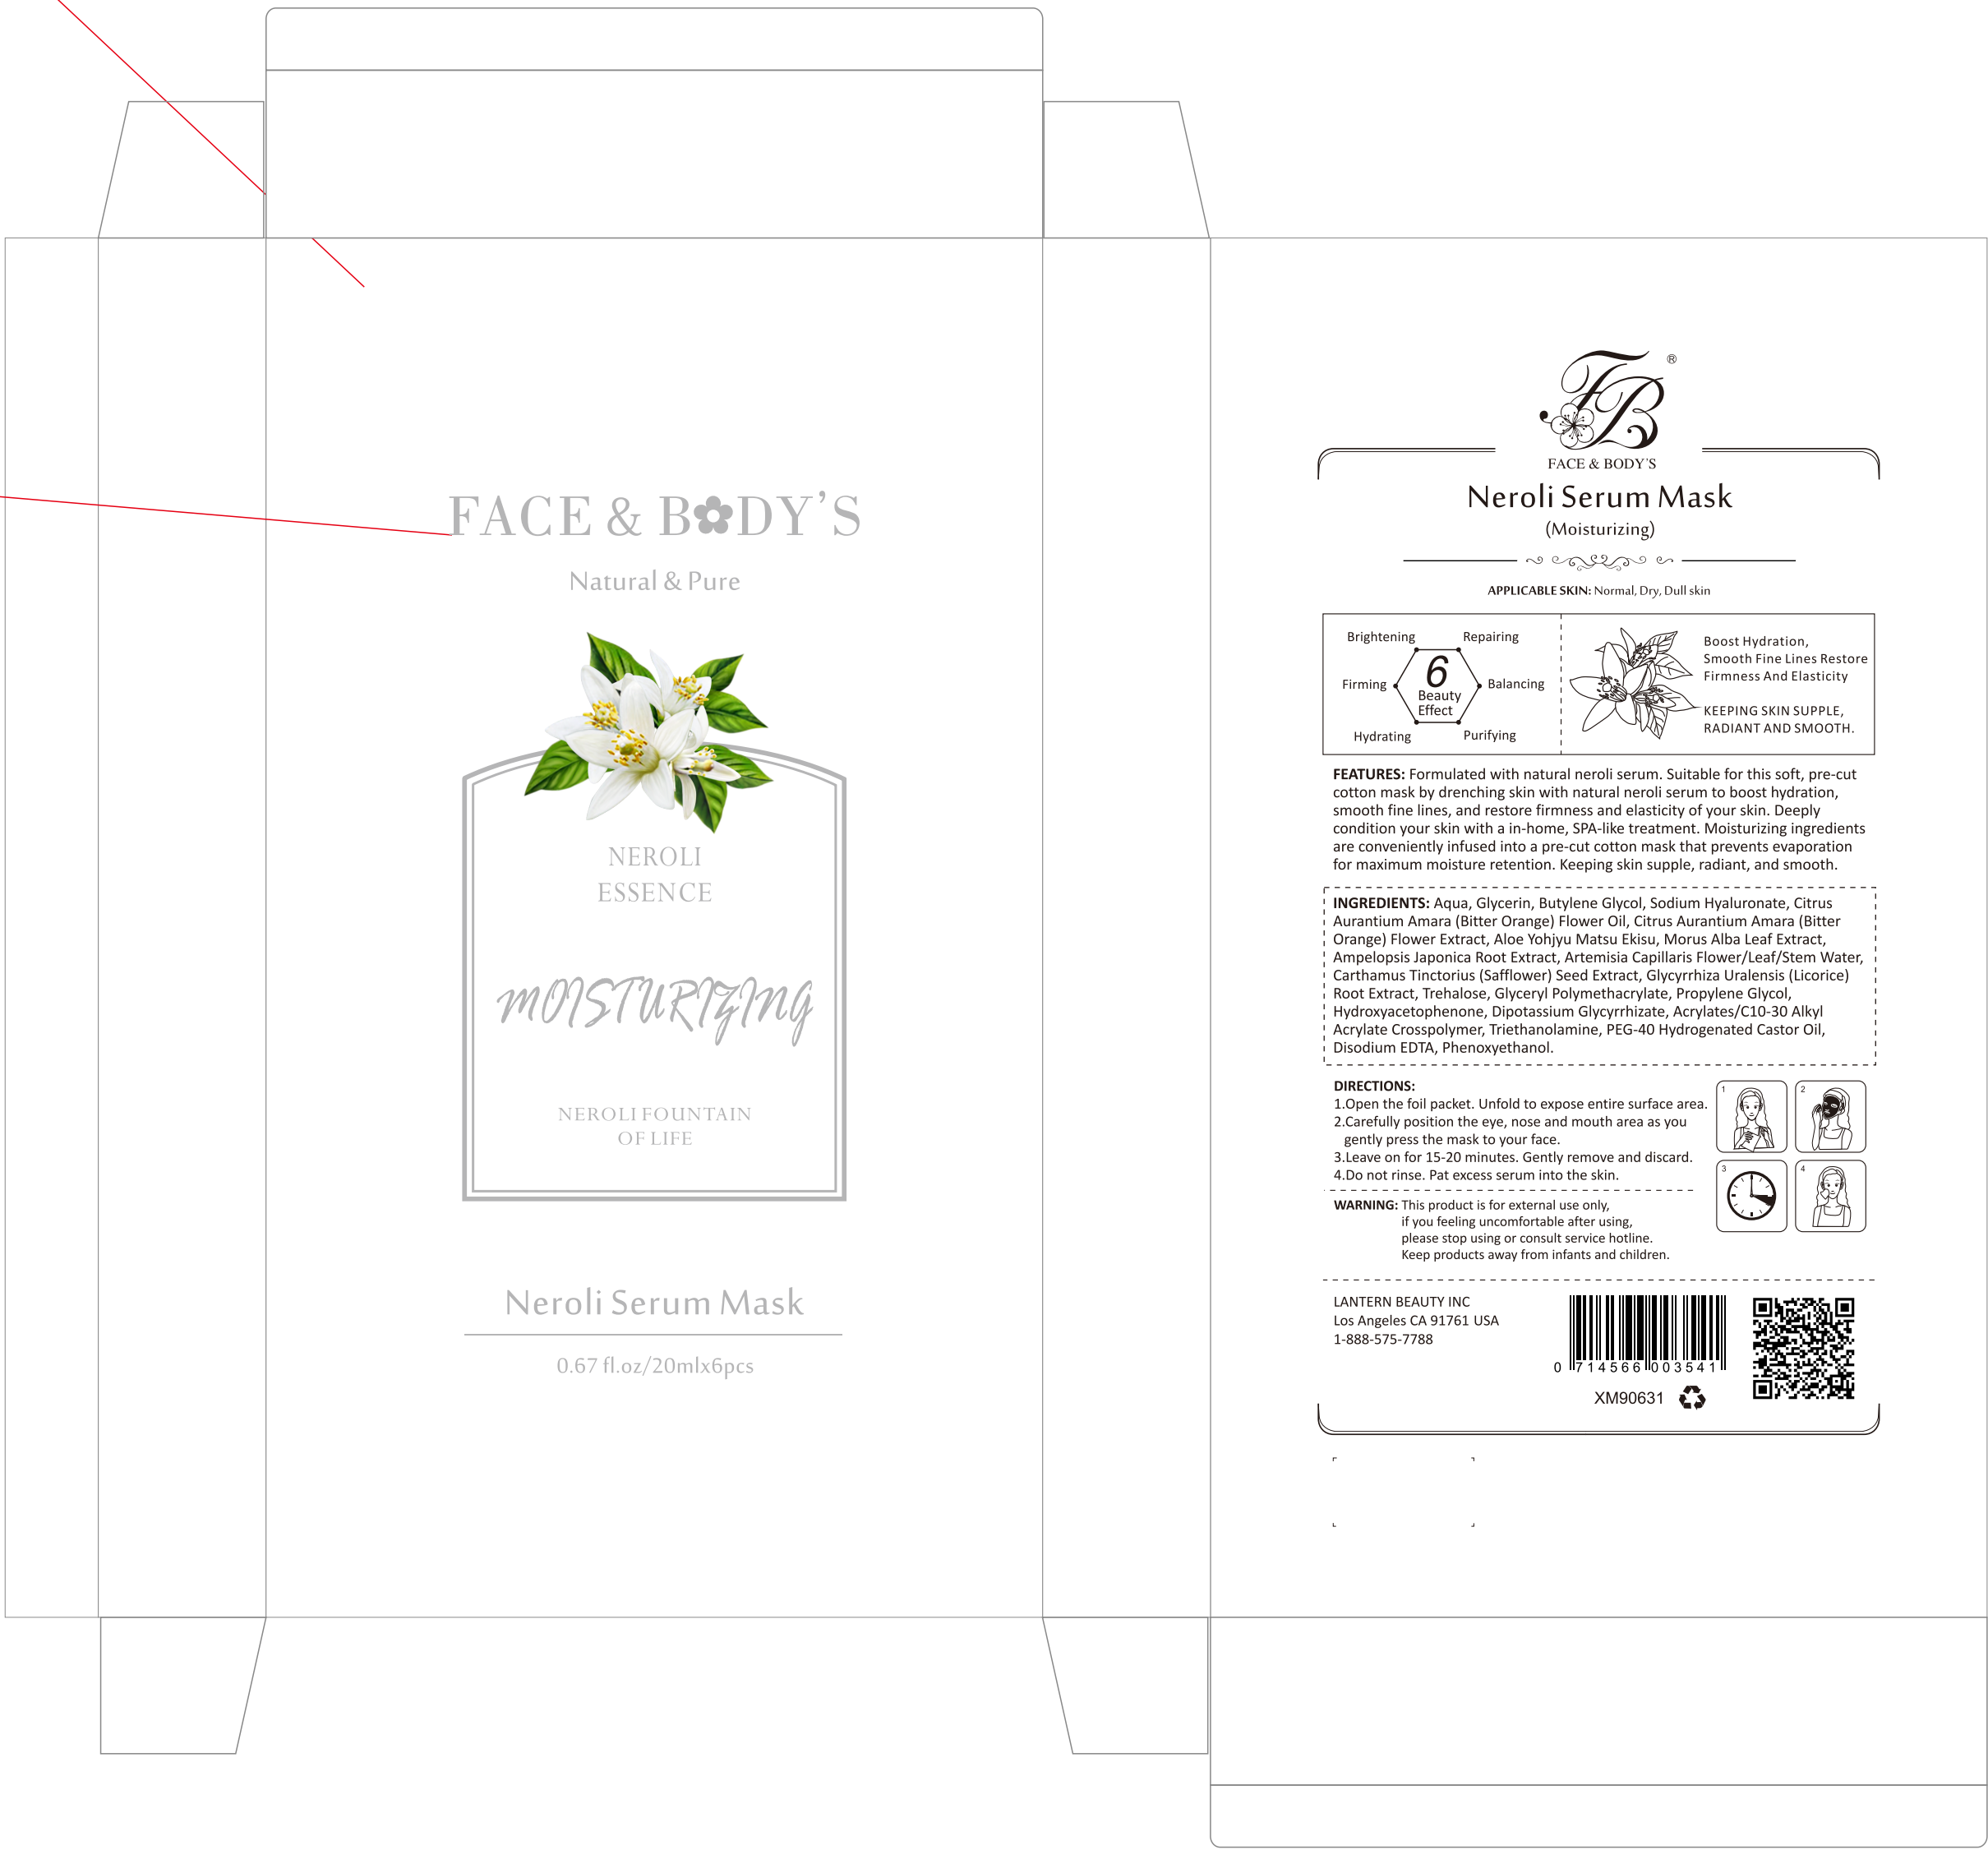 FACE & BODY'S
Natural & Pure
NEROLI
ESSENCE
MOISTURIZING
NEROLI FOUNTAIN
OF LIFE
Neroli Serum Mask
0.67 fl.oz/20mlx6pcs
FB ®
FACE & BODY'S
Neroli Serum Mask
(Moisturizing)
APPLICABLE SKIN: Normal, Dry, Dull skin
Brightening
Repairing
Firming
6
Beauty
Effect
Balancing
Hydrating
Purifying
Boost Hydration,
Smooth Fine Lines Restore
Firmness And Elasticity
KEEPING SKIN SUPPLE,
RADIANT AND SMOOTH.
FEATURES: Formulated with natural neroli serum. Suitable for this soft, pre-cut
cotton mask by drenching skin with natural neroli serum to boost hydration,
smooth fine lines, and restore firmness and elasticity of your skin. Deeply
condition your skin with a in-home, SPA-like treatment. Moisturizing ingredients
are conveniently infused into a pre-cut cotton mask that prevents evaporation
for maximum moisture retention. Keeping skin supple, radiant, and smooth.
INGREDIENTS: Aqua, Glycerin, Butylene Glycol, Sodium Hyaluronate, Citrus
Aurantium Amara (Bitter Orange) Flower Oil, Citrus Aurantium Amara (Bitter
Orange) Flower Extract, Aloe Yohjyu Matsu Ekisu, Morus Alba Leaf Extract,
Ampelopsis Japonica Root Extract, Artemisia Capillaris Flower/Leaf/Stem Water,
Carthamus Tinctorius (Safflower) Seed Extract, Glycyrrhiza Uralensis (Licorice)
Root Extract, Trehalose, Glyceryl Polymethacrylate, Propylene Glycol,
Hydroxyacetophenone, Dipotassium Glycyrrhizate, Acrylates/C10-30 Alkyl
Acrylate Crosspolymer, Triethanolamine, PEG-40 Hydrogenated Castor Oil,
Disodium EDTA, Phenoxyethanol.
DIRECTIONS:
1.Open the foil packet. Unfold to expose entire surface area.
2.Carefully position the eye, nose and mouth area as you
gently press the mask to your face.
3.Leave on for 15-20 minutes. Gently remove and discard.
4.Do not rinse. Pat excess serum into the skin.
1
2
3
4
WARNING: This product is for external use only,
if you feeling uncomfortable after using,
please stop using or consult service hotline.
Keep products away from infants and children.
LANTERN BEAUTY INC
Los Angeles CA 91761 USA
1-888-575-7788
0 714566 003541
XM90631